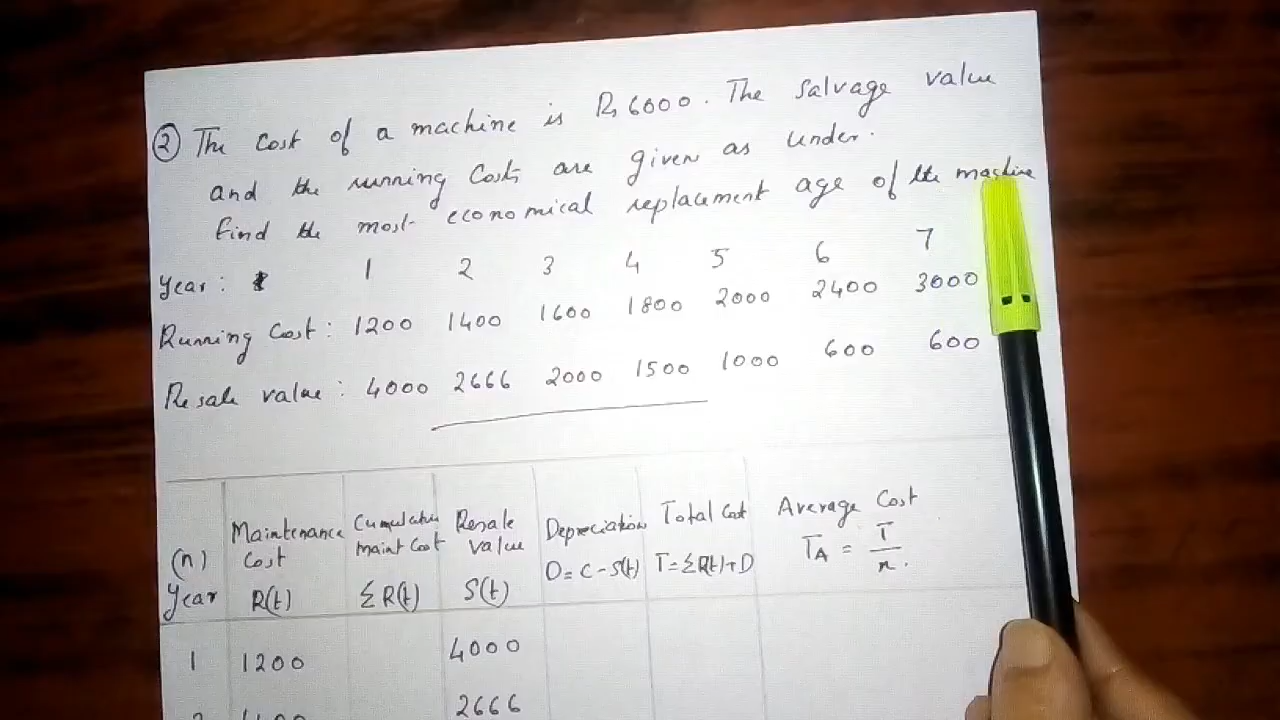 ② The Cost of a machine is Rs 6000. The Salvage value
and the running Costs are given as under.
Find the most economical replacement age of the machine
Year: 1 2 3 4 5 6 7
Running Cost: 1200 1400 1600 1800 2000 2400 3000
Resale value: 4000 2666 2000 1500 1000 600 600
(n) Year
Maintenance Cost R(t)
Cumulative maint Cost ΣR(t)
Resale value S(t)
Depreciation D = C - S(t)
Total Cost T = ΣR(t) + D
Average Cost T_A = T/n.
1 1200 4000
2666